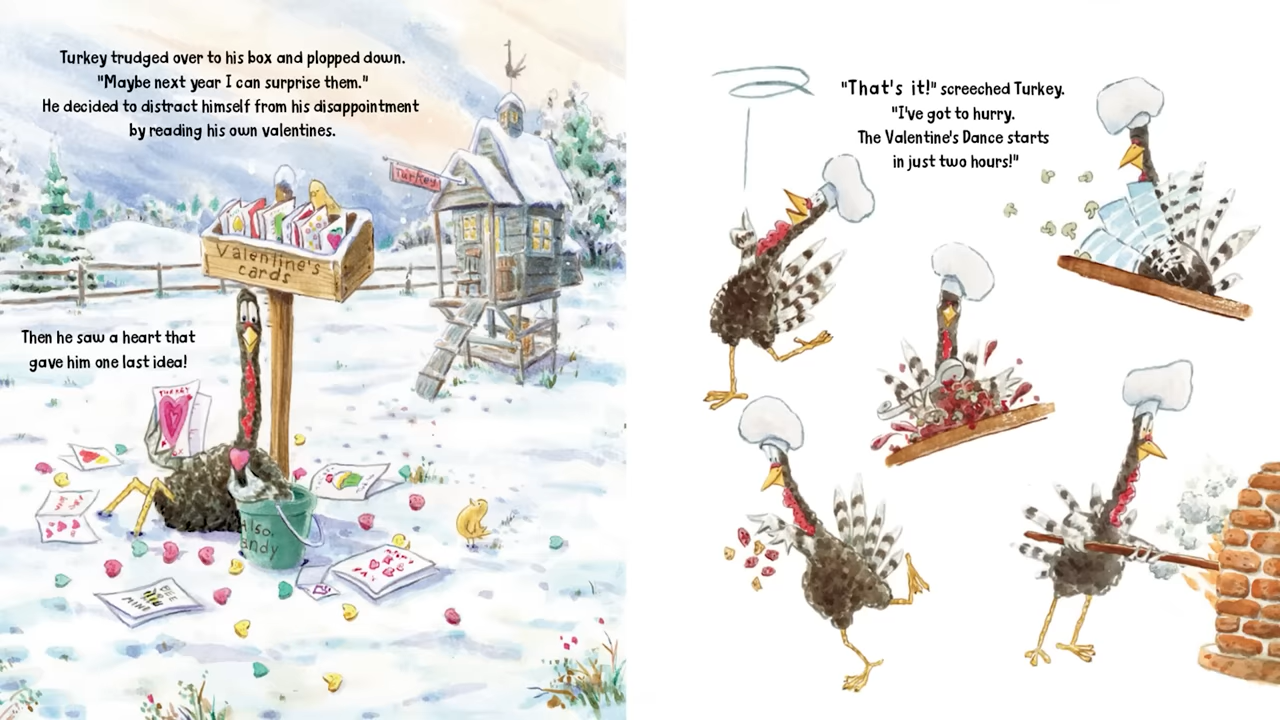 Turkey trudged over to his box and plopped down.
"Maybe next year I can surprise them."
He decided to distract himself from his disappointment
by reading his own valentines.
Turkey
Valentine's
cards
Then he saw a heart that
gave him one last idea!
TURKEY
Also,
andy
BEE
MINE
"That's it!" screeched Turkey.
"I've got to hurry.
The Valentine's Dance starts
in just two hours!"